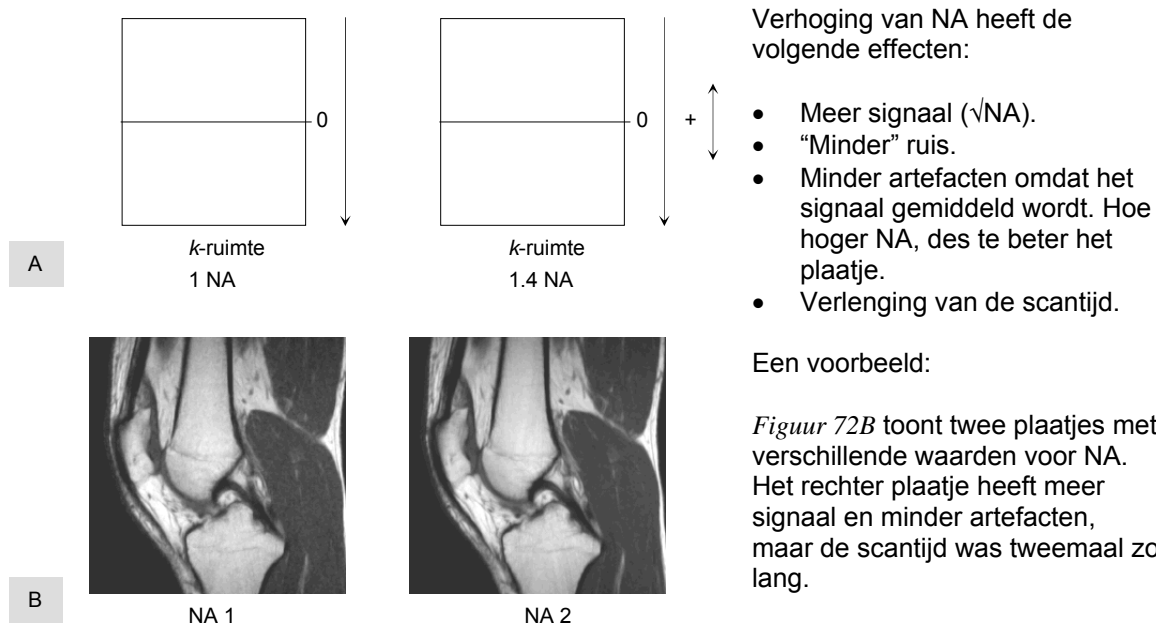 0
0
+
k-ruimte
1 NA
k-ruimte
1.4 NA
A
NA 1
NA 2
B
Verhoging van NA heeft de
volgende effecten:
• Meer signaal (√NA).
• “Minder” ruis.
• Minder artefacten omdat het
signaal gemiddeld wordt. Hoe
hoger NA, des te beter het
plaatje.
• Verlenging van de scantijd.
Een voorbeeld:
Figuur 72B toont twee plaatjes met
verschillende waarden voor NA.
Het rechter plaatje heeft meer
signaal en minder artefacten,
maar de scantijd was tweemaal zo
lang.